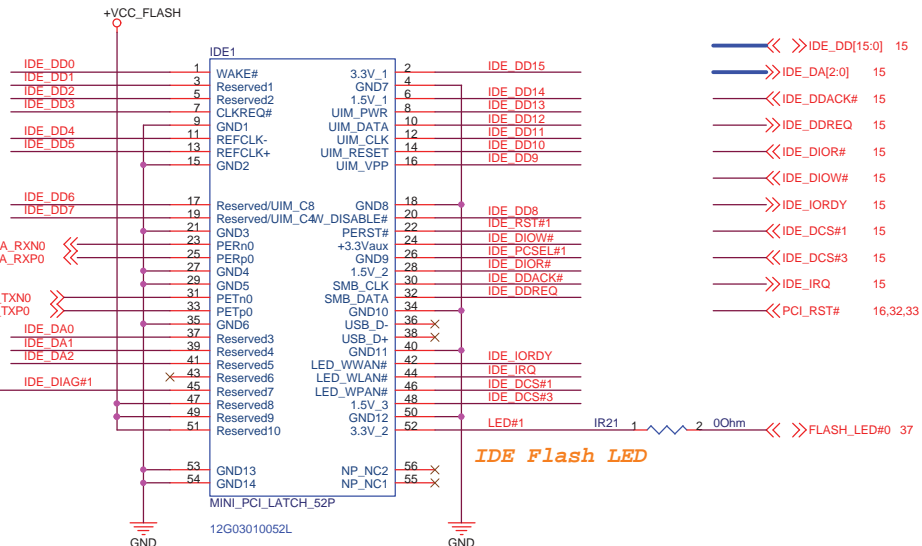 +VCC_FLASH
IDE1
IDE_DD0 1 WAKE# 3.3V_1 2 IDE_DD15
IDE_DD1 3 Reserved1 GND7 4
IDE_DD2 5 Reserved2 1.5V_1 6 IDE_DD14
IDE_DD3 7 CLKREQ# UIM_PWR 8 IDE_DD13
9 GND1 UIM_DATA 10 IDE_DD12
IDE_DD4 11 REFCLK- UIM_CLK 12 IDE_DD11
IDE_DD5 13 REFCLK+ UIM_RESET 14 IDE_DD10
15 GND2 UIM_VPP 16 IDE_DD9
IDE_DD6 17 Reserved/UIM_C8 GND8 18
IDE_DD7 19 Reserved/UIM_C4 W_DISABLE# 20 IDE_DD8
21 GND3 PERST# 22 IDE_RST#1
A_RXN0 23 PERn0 +3.3Vaux 24 IDE_DIOW#
A_RXP0 25 PERp0 GND9 26 IDE_PCSEL#1
27 GND4 1.5V_2 28 IDE_DIOR#
29 GND5 SMB_CLK 30 IDE_DDACK#
_TXN0 31 PETn0 SMB_DATA 32 IDE_DDREQ
_TXP0 33 PETp0 GND10 34
35 GND6 USB_D- 36
IDE_DA0 37 Reserved3 USB_D+ 38
IDE_DA1 39 Reserved4 GND11 40
IDE_DA2 41 Reserved5 LED_WWAN# 42 IDE_IORDY
43 Reserved6 LED_WLAN# 44 IDE_IRQ
IDE_DIAG#1 45 Reserved7 LED_WPAN# 46 IDE_DCS#1
47 Reserved8 1.5V_3 48 IDE_DCS#3
49 Reserved9 GND12 50
51 Reserved10 3.3V_2 52 LED#1 IR21 1 2 0Ohm FLASH_LED#0 37
IDE Flash LED
53 GND13 NP_NC2 56
54 GND14 NP_NC1 55
MINI_PCI_LATCH_52P
12G03010052L
GND
GND
IDE_DD[15:0] 15
IDE_DA[2:0] 15
IDE_DDACK# 15
IDE_DDREQ 15
IDE_DIOR# 15
IDE_DIOW# 15
IDE_IORDY 15
IDE_DCS#1 15
IDE_DCS#3 15
IDE_IRQ 15
PCI_RST# 16,32,33